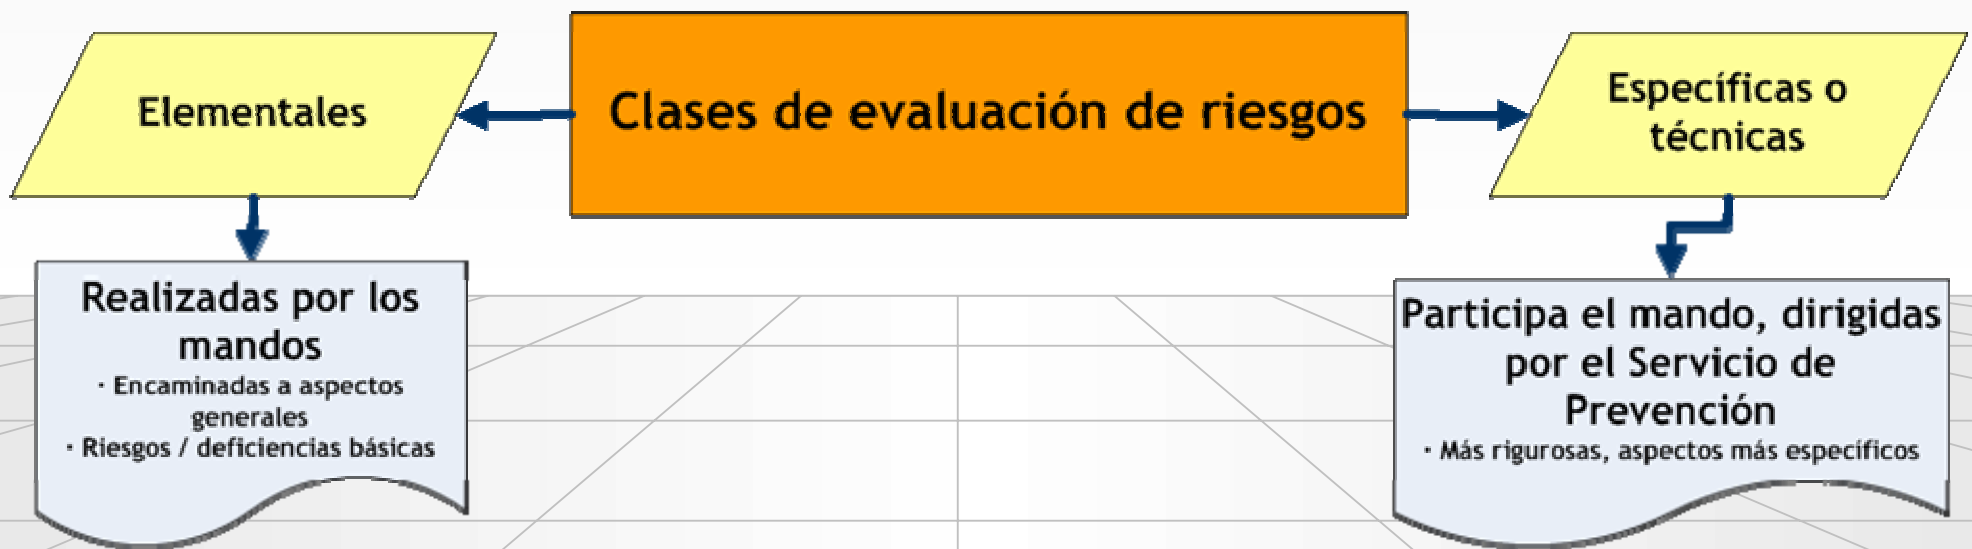 Clases de evaluación de riesgos
Elementales
Realizadas por los
mandos
· Encaminadas a aspectos
generales
· Riesgos / deficiencias básicas
Específicas o
técnicas
Participa el mando, dirigidas
por el Servicio de
Prevención
· Más rigurosas, aspectos más específicos